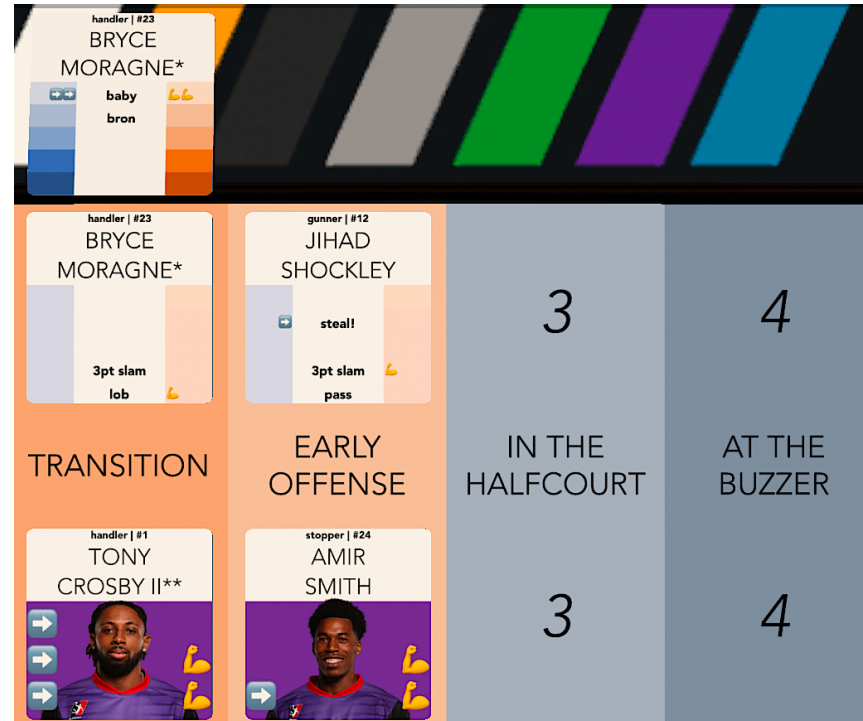 handler | #23
BRYCE
MORAGNE*
baby
bron
handler | #23
BRYCE
MORAGNE*
3pt slam
lob
gunner | #12
JIHAD
SHOCKLEY
steal!
3pt slam
pass
3
4
TRANSITION
EARLY
OFFENSE
IN THE
HALFCOURT
AT THE
BUZZER
handler | #1
TONY
CROSBY II**
stopper | #24
AMIR
SMITH
3
4